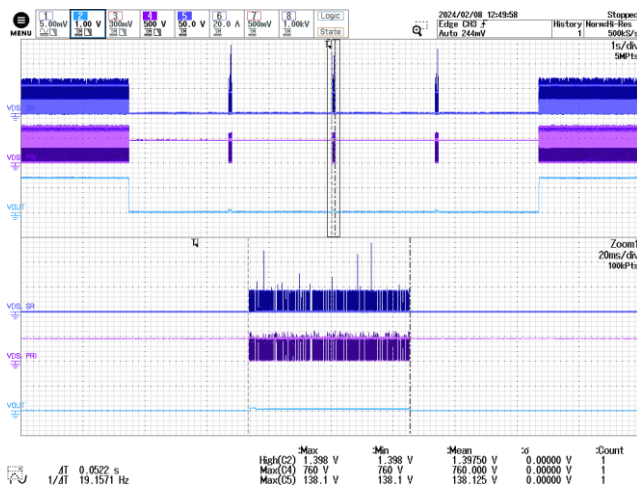 MENU
1 5.00mV
2 1.00 V
3 300mV
4 500 V
5 50.0 V
6 20.0 A
7 500mV
8 1.00kV
Logic
State
2024/02/08 12:49:58
Edge CH3
Auto 244mV
Stopped
History
1
Norm:Hi-Res
500kS/s
1s/div
5MPts
VOUT
Zoom1
20ms/div
100kPts
VDS_SR
VDS_PRI
VOUT
:Max :Min :Mean :σ :Count
High(C2) 1.398 V 1.398 V 1.39750 V 0.00000 V 1
Max(C4) 760 V 760 V 760.000 V 0.00000 V 1
Max(C5) 138.1 V 138.1 V 138.125 V 0.00000 V 1
ΔT 0.0522 s
1/ΔT 19.1571 Hz